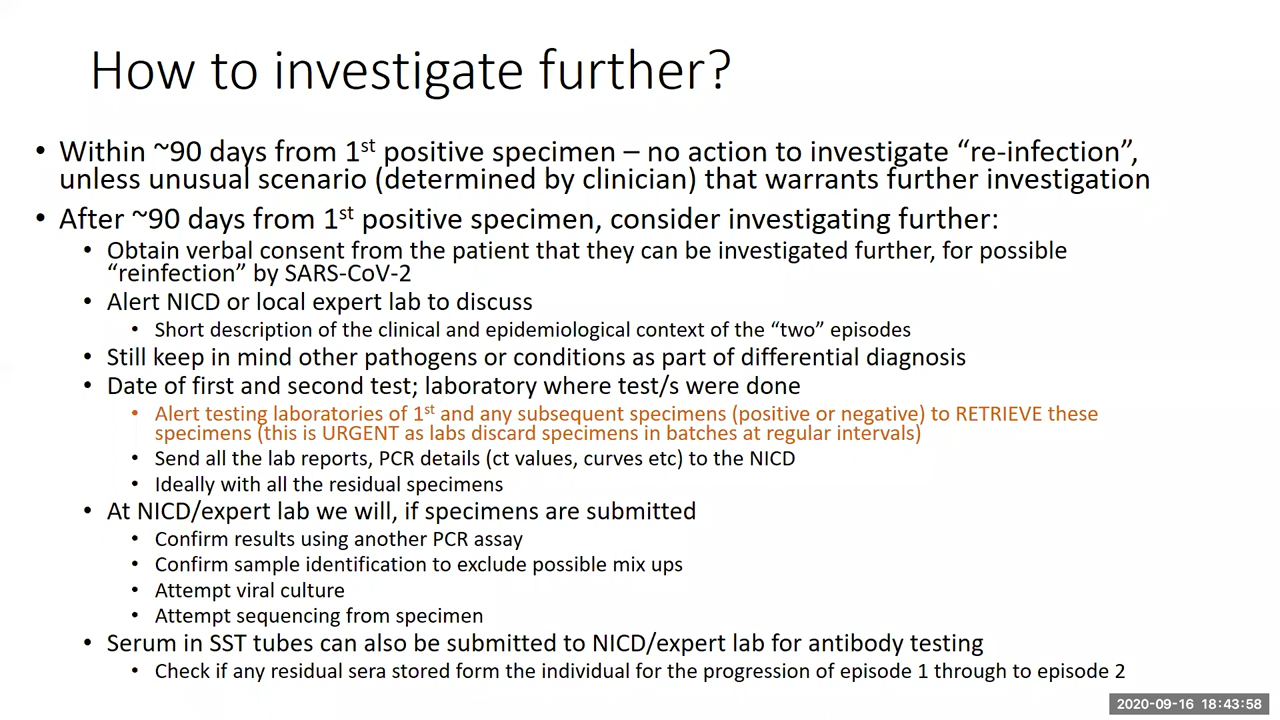 How to investigate further?
• Within ~90 days from 1st positive specimen – no action to investigate “re-infection”,
unless unusual scenario (determined by clinician) that warrants further investigation
• After ~90 days from 1st positive specimen, consider investigating further:
• Obtain verbal consent from the patient that they can be investigated further, for possible
“reinfection” by SARS-CoV-2
• Alert NICD or local expert lab to discuss
• Short description of the clinical and epidemiological context of the “two” episodes
• Still keep in mind other pathogens or conditions as part of differential diagnosis
• Date of first and second test; laboratory where test/s were done
• Alert testing laboratories of 1st and any subsequent specimens (positive or negative) to RETRIEVE these
specimens (this is URGENT as labs discard specimens in batches at regular intervals)
• Send all the lab reports, PCR details (ct values, curves etc) to the NICD
• Ideally with all the residual specimens
• At NICD/expert lab we will, if specimens are submitted
• Confirm results using another PCR assay
• Confirm sample identification to exclude possible mix ups
• Attempt viral culture
• Attempt sequencing from specimen
• Serum in SST tubes can also be submitted to NICD/expert lab for antibody testing
• Check if any residual sera stored form the individual for the progression of episode 1 through to episode 2
2020-09-16 18:43:58